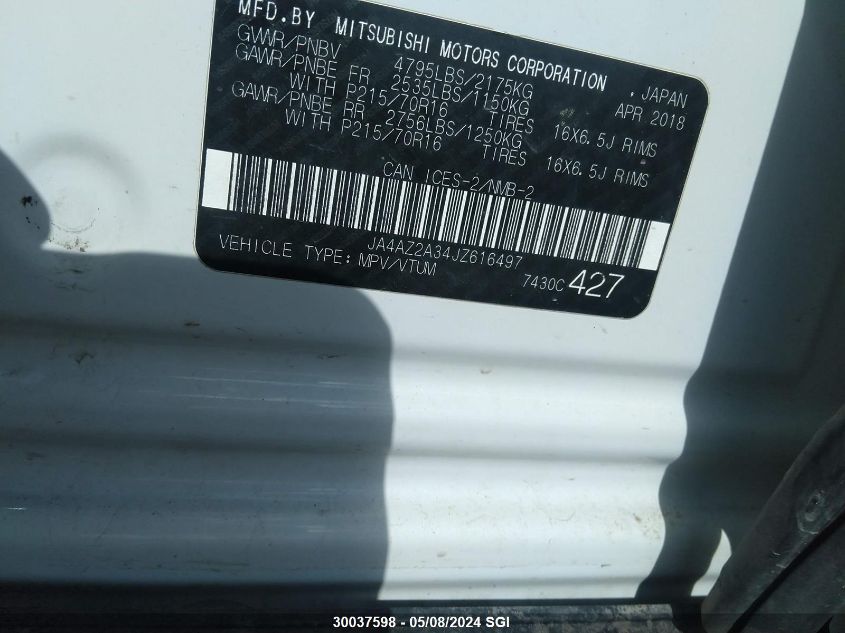 MFD.BY MITSUBISHI MOTORS CORPORATION , JAPAN
GVWR/PNBV 4795LBS/2175KG APR 2018
GAWR/PNBE FR 2535LBS/1150KG
WITH P215/70R16 TIRES 16X6.5J RIMS
GAWR/PNBE RR 2756LBS/1250KG
WITH P215/70R16 TIRES 16X6.5J RIMS
CAN ICES-2/NMB-2
JA4AZ2A34JZ616497
VEHICLE TYPE: MPV/VTUM 7430C 427
30037598 - 05/08/2024 SGI